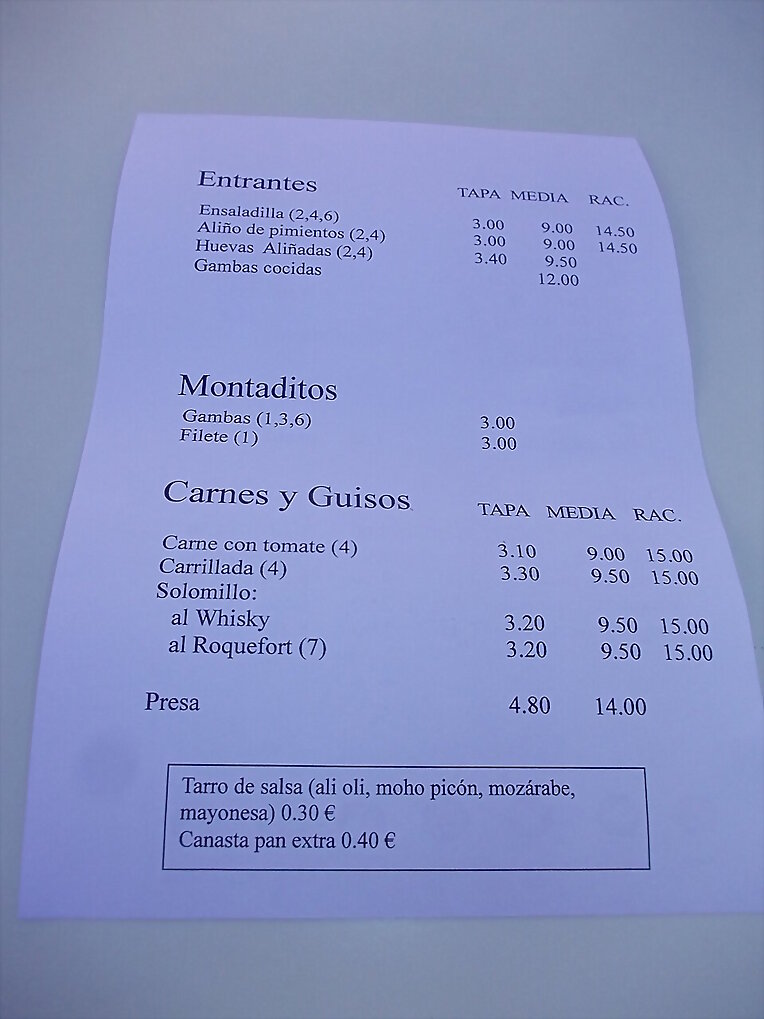 Entrantes TAPA MEDIA RAC.
Ensaladilla (2,4,6) 3.00 9.00 14.50
Aliño de pimientos (2,4) 3.00 9.00 14.50
Huevas Aliñadas (2,4) 3.40 9.50
Gambas cocidas 12.00
Montaditos
Gambas (1,3,6) 3.00
Filete (1) 3.00
Carnes y Guisos TAPA MEDIA RAC.
Carne con tomate (4) 3.10 9.00 15.00
Carrillada (4) 3.30 9.50 15.00
Solomillo:
al Whisky 3.20 9.50 15.00
al Roquefort (7) 3.20 9.50 15.00
Presa 4.80 14.00
Tarro de salsa (ali oli, moho picón, mozárabe,
mayonesa) 0.30 €
Canasta pan extra 0.40 €